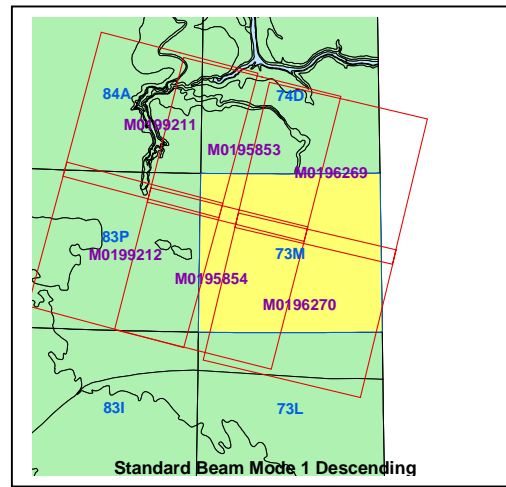 84A
74D
M0199211
M0195853
M0196269
83P
73M
M0199212
M0195854
M0196270
83I
73L
Standard Beam Mode 1 Descending